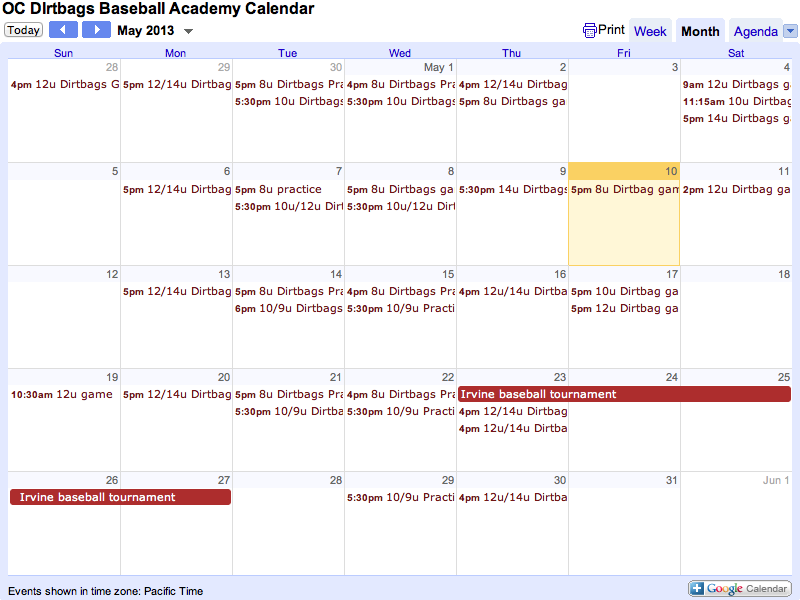 OC DIrtbags Baseball Academy Calendar
Today May 2013 Print Week Month Agenda
Sun Mon Tue Wed Thu Fri Sat
28 29 30 May 1 2 3 4
4pm 12u Dirtbags G 5pm 12/14u Dirtbag 5pm 8u Dirtbags Pra 4pm 8u Dirtbags Pra 4pm 12/14u Dirtbag 9am 12u Dirtbags g
5:30pm 10u Dirtbags 5:30pm 10u Dirtbags 5pm 8u Dirtbags ga 11:15am 10u Dirtbag
5pm 14u Dirtbags g
5 6 7 8 9 10 11
5pm 12/14u Dirtbag 5pm 8u practice 5pm 8u Dirtbags ga 5:30pm 14u Dirtbags 5pm 8u Dirtbag gam 2pm 12u Dirtbag ga
5:30pm 10u/12u Dirt 5:30pm 10u/12u Dirt
12 13 14 15 16 17 18
5pm 12/14u Dirtbag 5pm 8u Dirtbags Pra 4pm 8u Dirtbags Pra 4pm 12u/14u Dirtba 5pm 10u Dirtbag ga
6pm 10/9u Dirtbags 5:30pm 10/9u Practi 5pm 12u Dirtbag ga
19 20 21 22 23 24 25
10:30am 12u game 5pm 12/14u Dirtbag 5pm 8u Dirtbags Pra 4pm 8u Dirtbags Pra Irvine baseball tournament
5:30pm 10/9u Dirtba 5:30pm 10/9u Practi 4pm 12/14u Dirtbag
4pm 12u/14u Dirtba
26 27 28 29 30 31 Jun 1
Irvine baseball tournament 5:30pm 10/9u Practi 4pm 12u/14u Dirtba
Events shown in time zone: Pacific Time Google Calendar